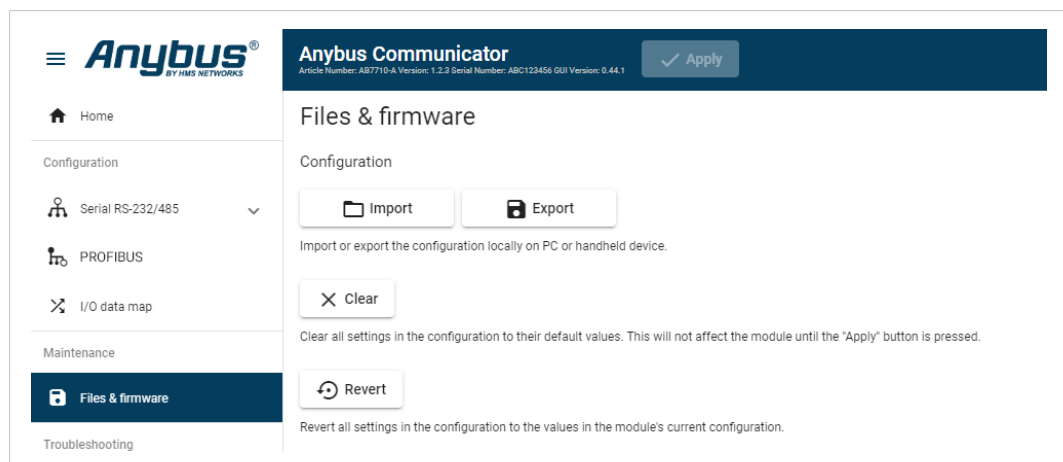 Anybus®
BY HMS NETWORKS
Anybus Communicator
Article Number: AB7710-A Version: 1.2.3 Serial Number: ABC123456 GUI Version: 0.44.1
Apply
Home
Configuration
Serial RS-232/485
PROFIBUS
I/O data map
Maintenance
Files & firmware
Troubleshooting
Files & firmware
Configuration
Import
Export
Import or export the configuration locally on PC or handheld device.
Clear
Clear all settings in the configuration to their default values. This will not affect the module until the "Apply" button is pressed.
Revert
Revert all settings in the configuration to the values in the module's current configuration.